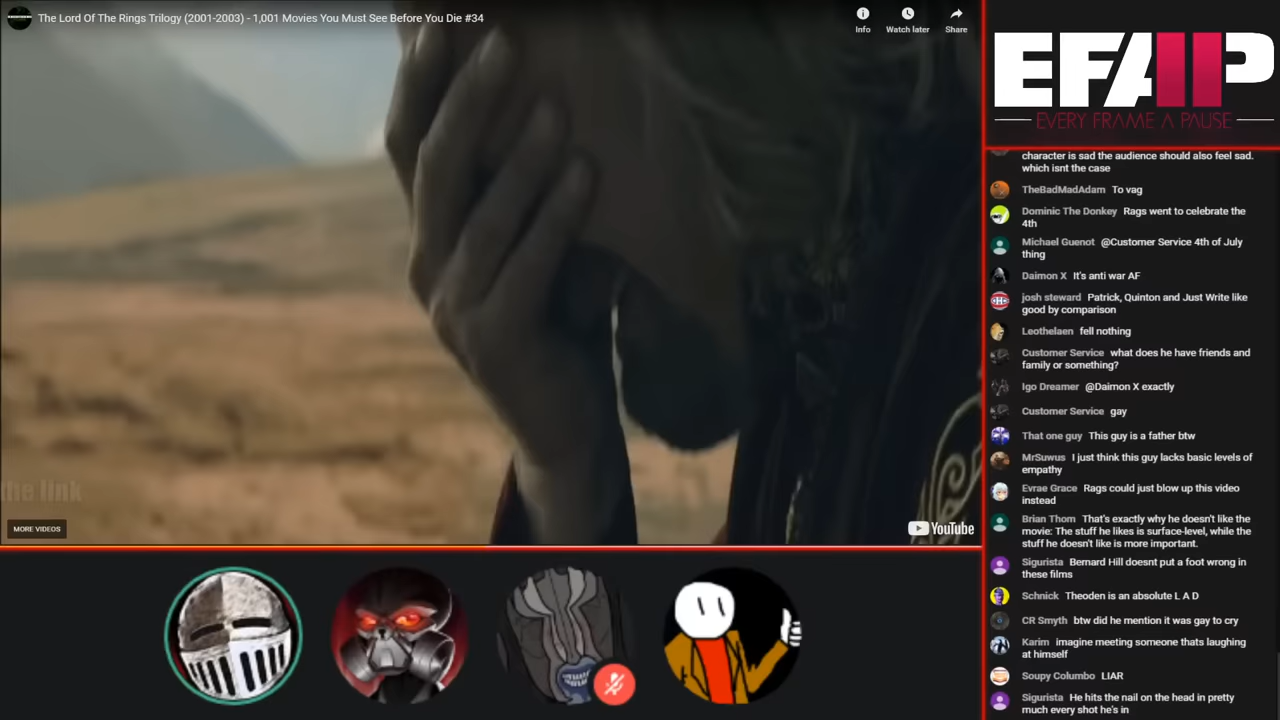 The Lord Of The Rings Trilogy (2001-2003) - 1,001 Movies You Must See Before You Die #34
Info
Watch later
Share
the link
MORE VIDEOS
YouTube
EFAP
EVERY FRAME A PAUSE
character is sad the audience should also feel sad.
which isnt the case
TheBadMadAdam To vag
Dominic The Donkey Rags went to celebrate the
4th
Michael Guenot @Customer Service 4th of July
thing
Daimon X It's anti war AF
josh steward Patrick, Quinton and Just Write like
good by comparison
Leothelaen fell nothing
Customer Service what does he have friends and
family or something?
Igo Dreamer @Daimon X exactly
Customer Service gay
That one guy This guy is a father btw
MrSuwus I just think this guy lacks basic levels of
empathy
Evrae Grace Rags could just blow up this video
instead
Brian Thom That's exactly why he doesn't like the
movie: The stuff he likes is surface-level, while the
stuff he doesn't like is more important.
Sigurista Bernard Hill doesnt put a foot wrong in
these films
Schnick Theoden is an absolute L A D
CR Smyth btw did he mention it was gay to cry
Karim imagine meeting someone thats laughing
at himself
Soupy Columbo LIAR
Sigurista He hits the nail on the head in pretty
much every shot he's in